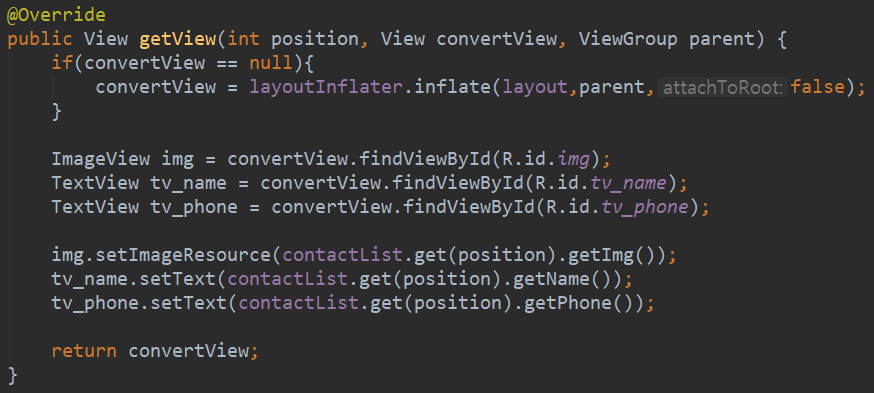 @Override
public View getView(int position, View convertView, ViewGroup parent) {
    if(convertView == null){
        convertView = layoutInflater.inflate(layout,parent, attachToRoot: false);
    }

    ImageView img = convertView.findViewById(R.id.img);
    TextView tv_name = convertView.findViewById(R.id.tv_name);
    TextView tv_phone = convertView.findViewById(R.id.tv_phone);

    img.setImageResource(contactList.get(position).getImg());
    tv_name.setText(contactList.get(position).getName());
    tv_phone.setText(contactList.get(position).getPhone());

    return convertView;
}